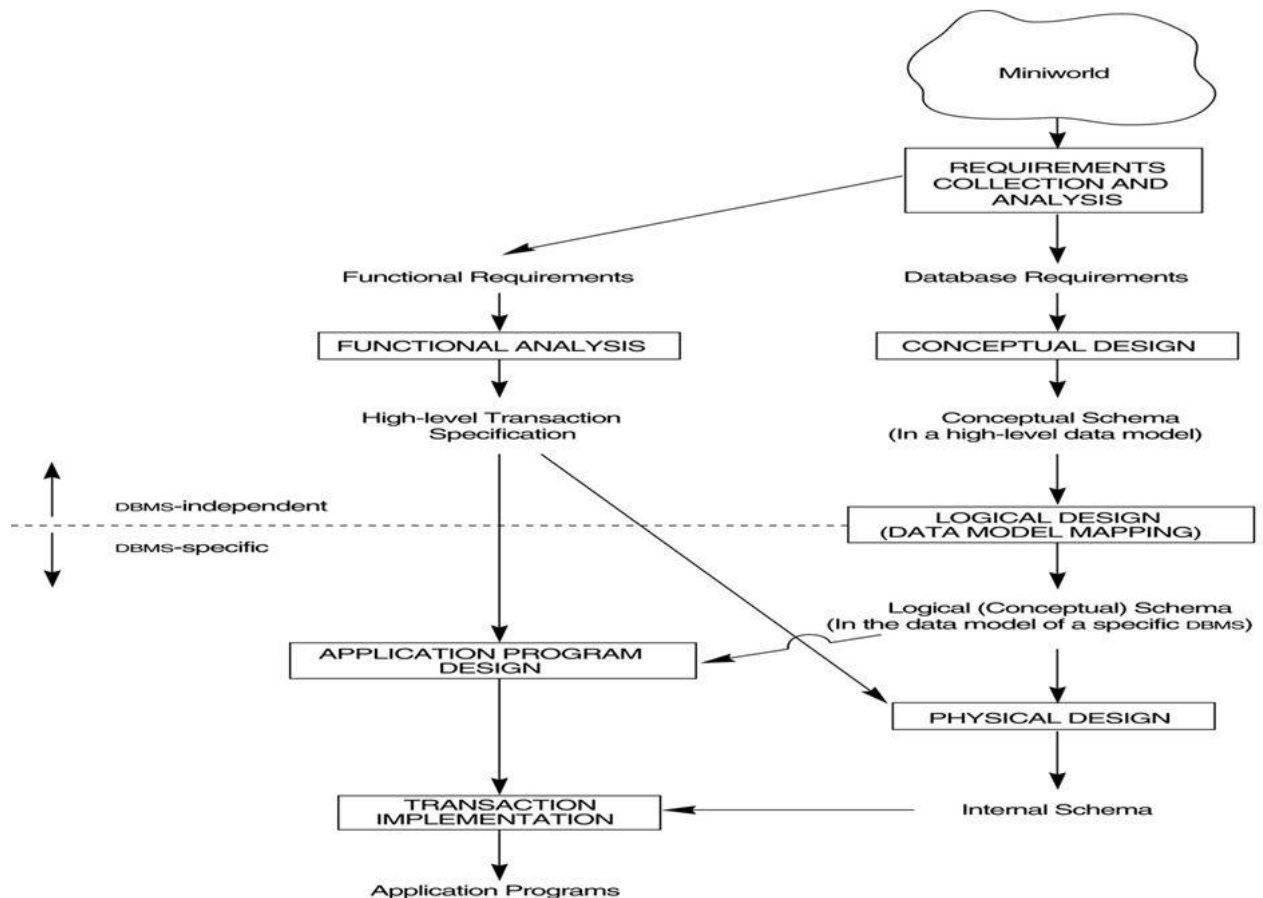 Miniworld
REQUIREMENTS
COLLECTION AND
ANALYSIS
Functional Requirements
Database Requirements
FUNCTIONAL ANALYSIS
CONCEPTUAL DESIGN
High-level Transaction
Specification
Conceptual Schema
(In a high-level data model)
DBMS-independent
DBMS-specific
LOGICAL DESIGN
(DATA MODEL MAPPING)
Logical (Conceptual) Schema
(In the data model of a specific DBMS)
APPLICATION PROGRAM
DESIGN
PHYSICAL DESIGN
TRANSACTION
IMPLEMENTATION
Internal Schema
Application Programs